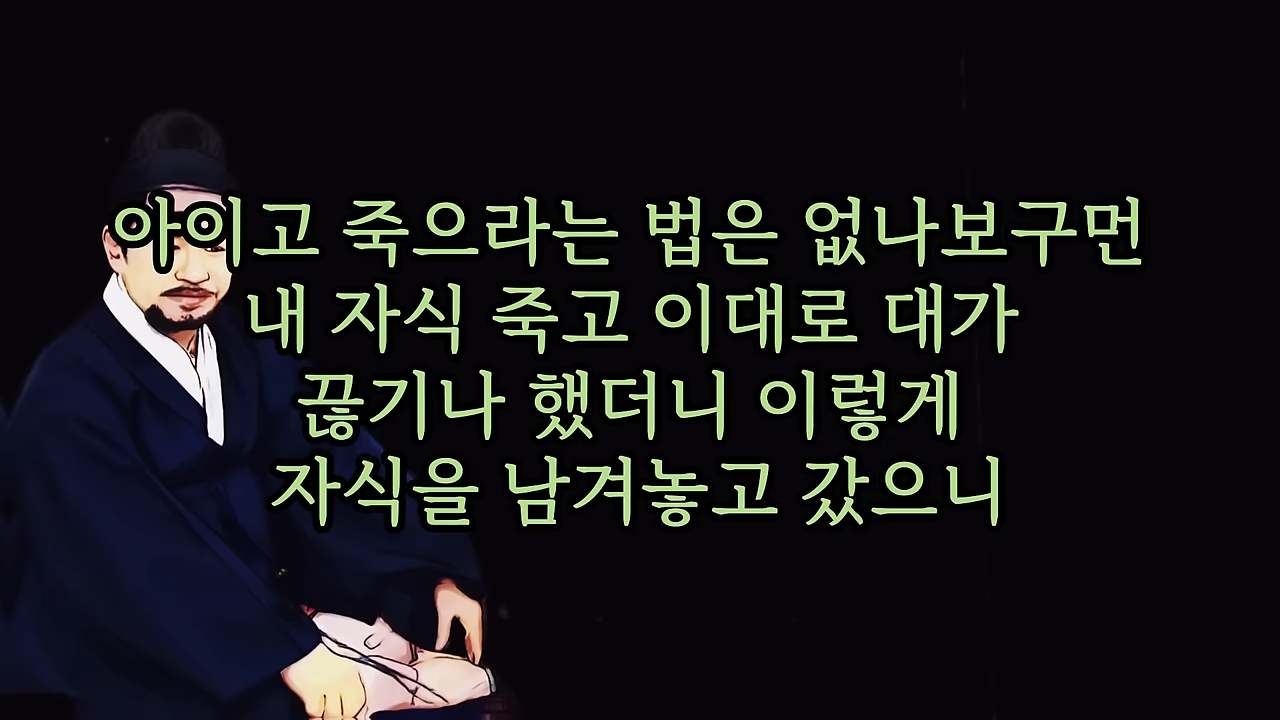 아이고 죽으라는 법은 없나보구먼
내 자식 죽고 이대로 대가
끊기나 했더니 이렇게
자식을 남겨놓고 갔으니